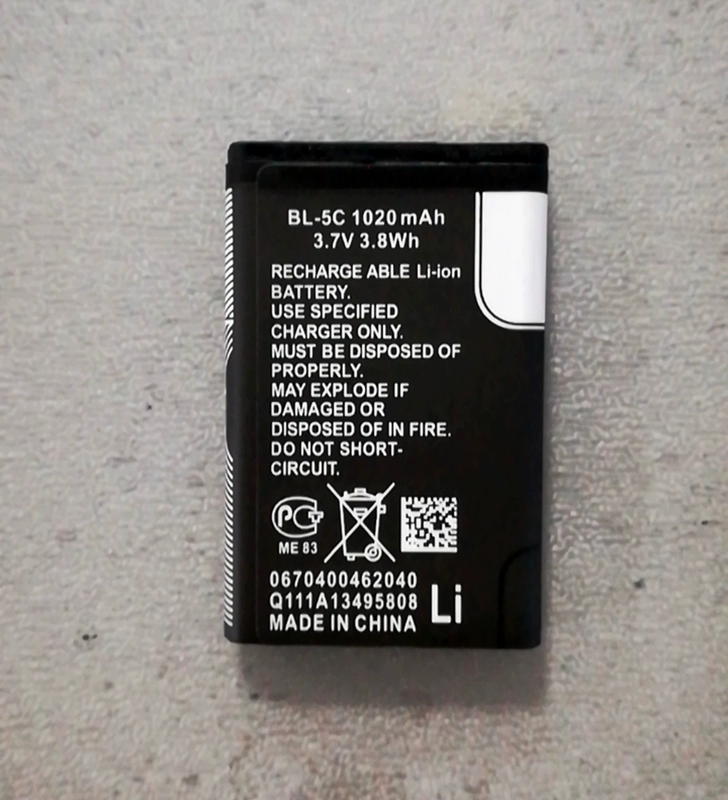 BL-5C 1020 mAh
3.7V 3.8Wh
RECHARGE ABLE Li-ion
BATTERY.
USE SPECIFIED
CHARGER ONLY.
MUST BE DISPOSED OF
PROPERLY.
MAY EXPLODE IF
DAMAGED OR
DISPOSED OF IN FIRE.
DO NOT SHORT-
CIRCUIT.
ME 83
0670400462040
Q111A13495808
MADE IN CHINA
Li